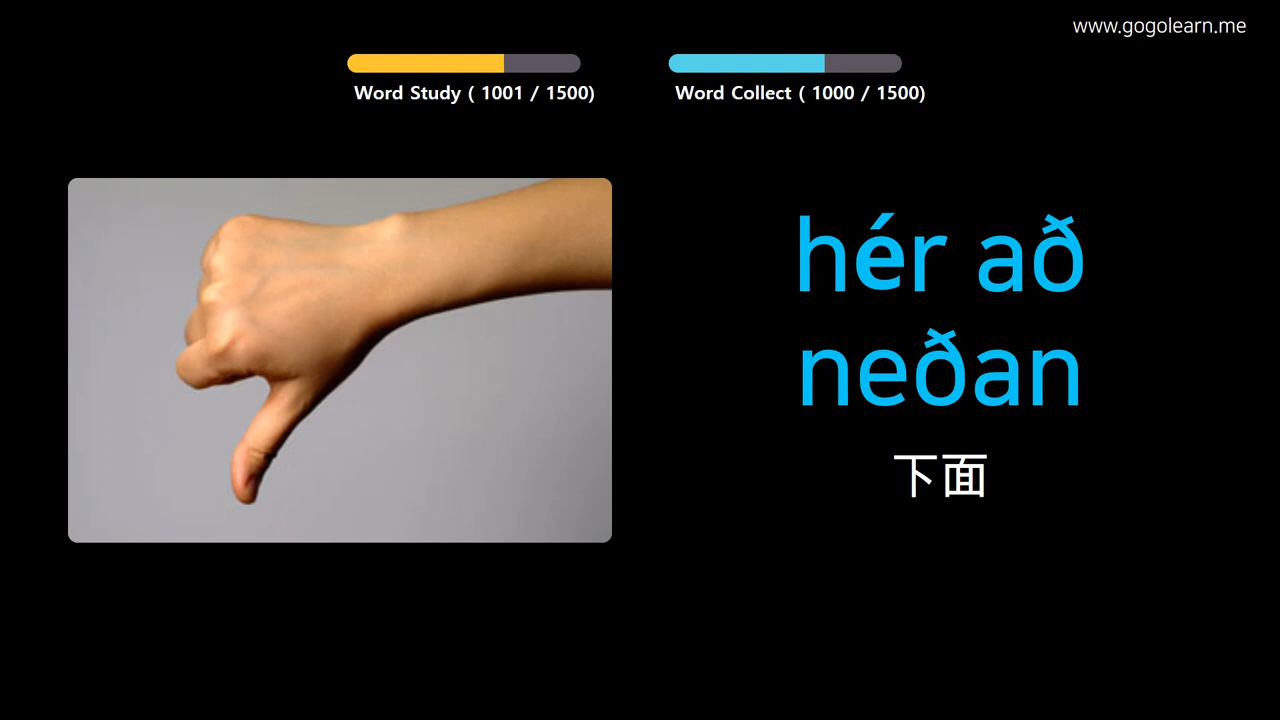 www.gogolearn.me
Word Study ( 1001 / 1500)
Word Collect ( 1000 / 1500)
hér að
neðan
下面